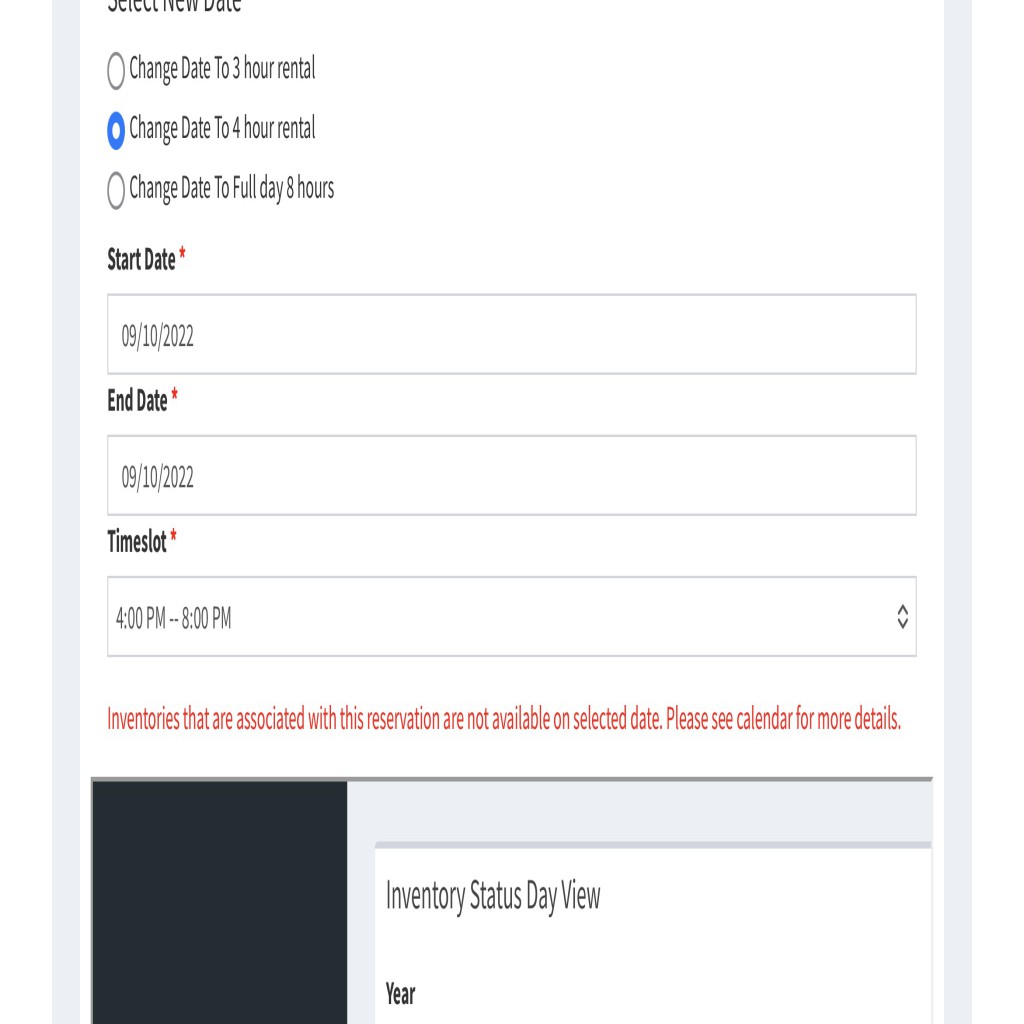 Select New Date
Change Date To 3 hour rental
Change Date To 4 hour rental
Change Date To Full day 8 hours
Start Date *
09/10/2022
End Date *
09/10/2022
Timeslot *
4:00 PM -- 8:00 PM
Inventories that are associated with this reservation are not available on selected date. Please see calendar for more details.
Inventory Status Day View
Year